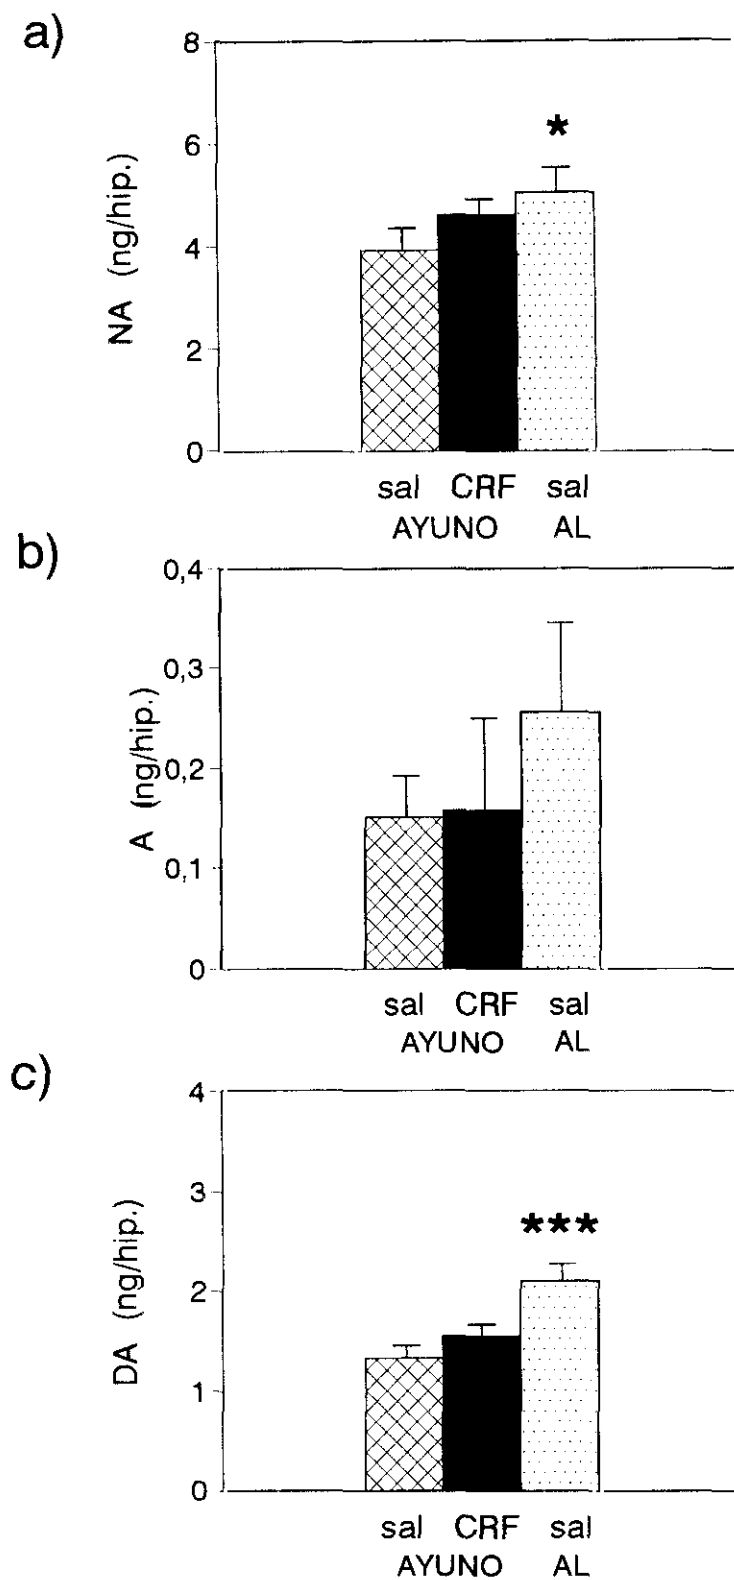 a)
8
6
4
2
0
NA (ng/hip.)
*
sal CRF sal
AYUNO AL
b)
0,4
0,3
0,2
0,1
0
A (ng/hip.)
sal CRF sal
AYUNO AL
c)
4
3
2
1
0
DA (ng/hip.)
***
sal CRF sal
AYUNO AL